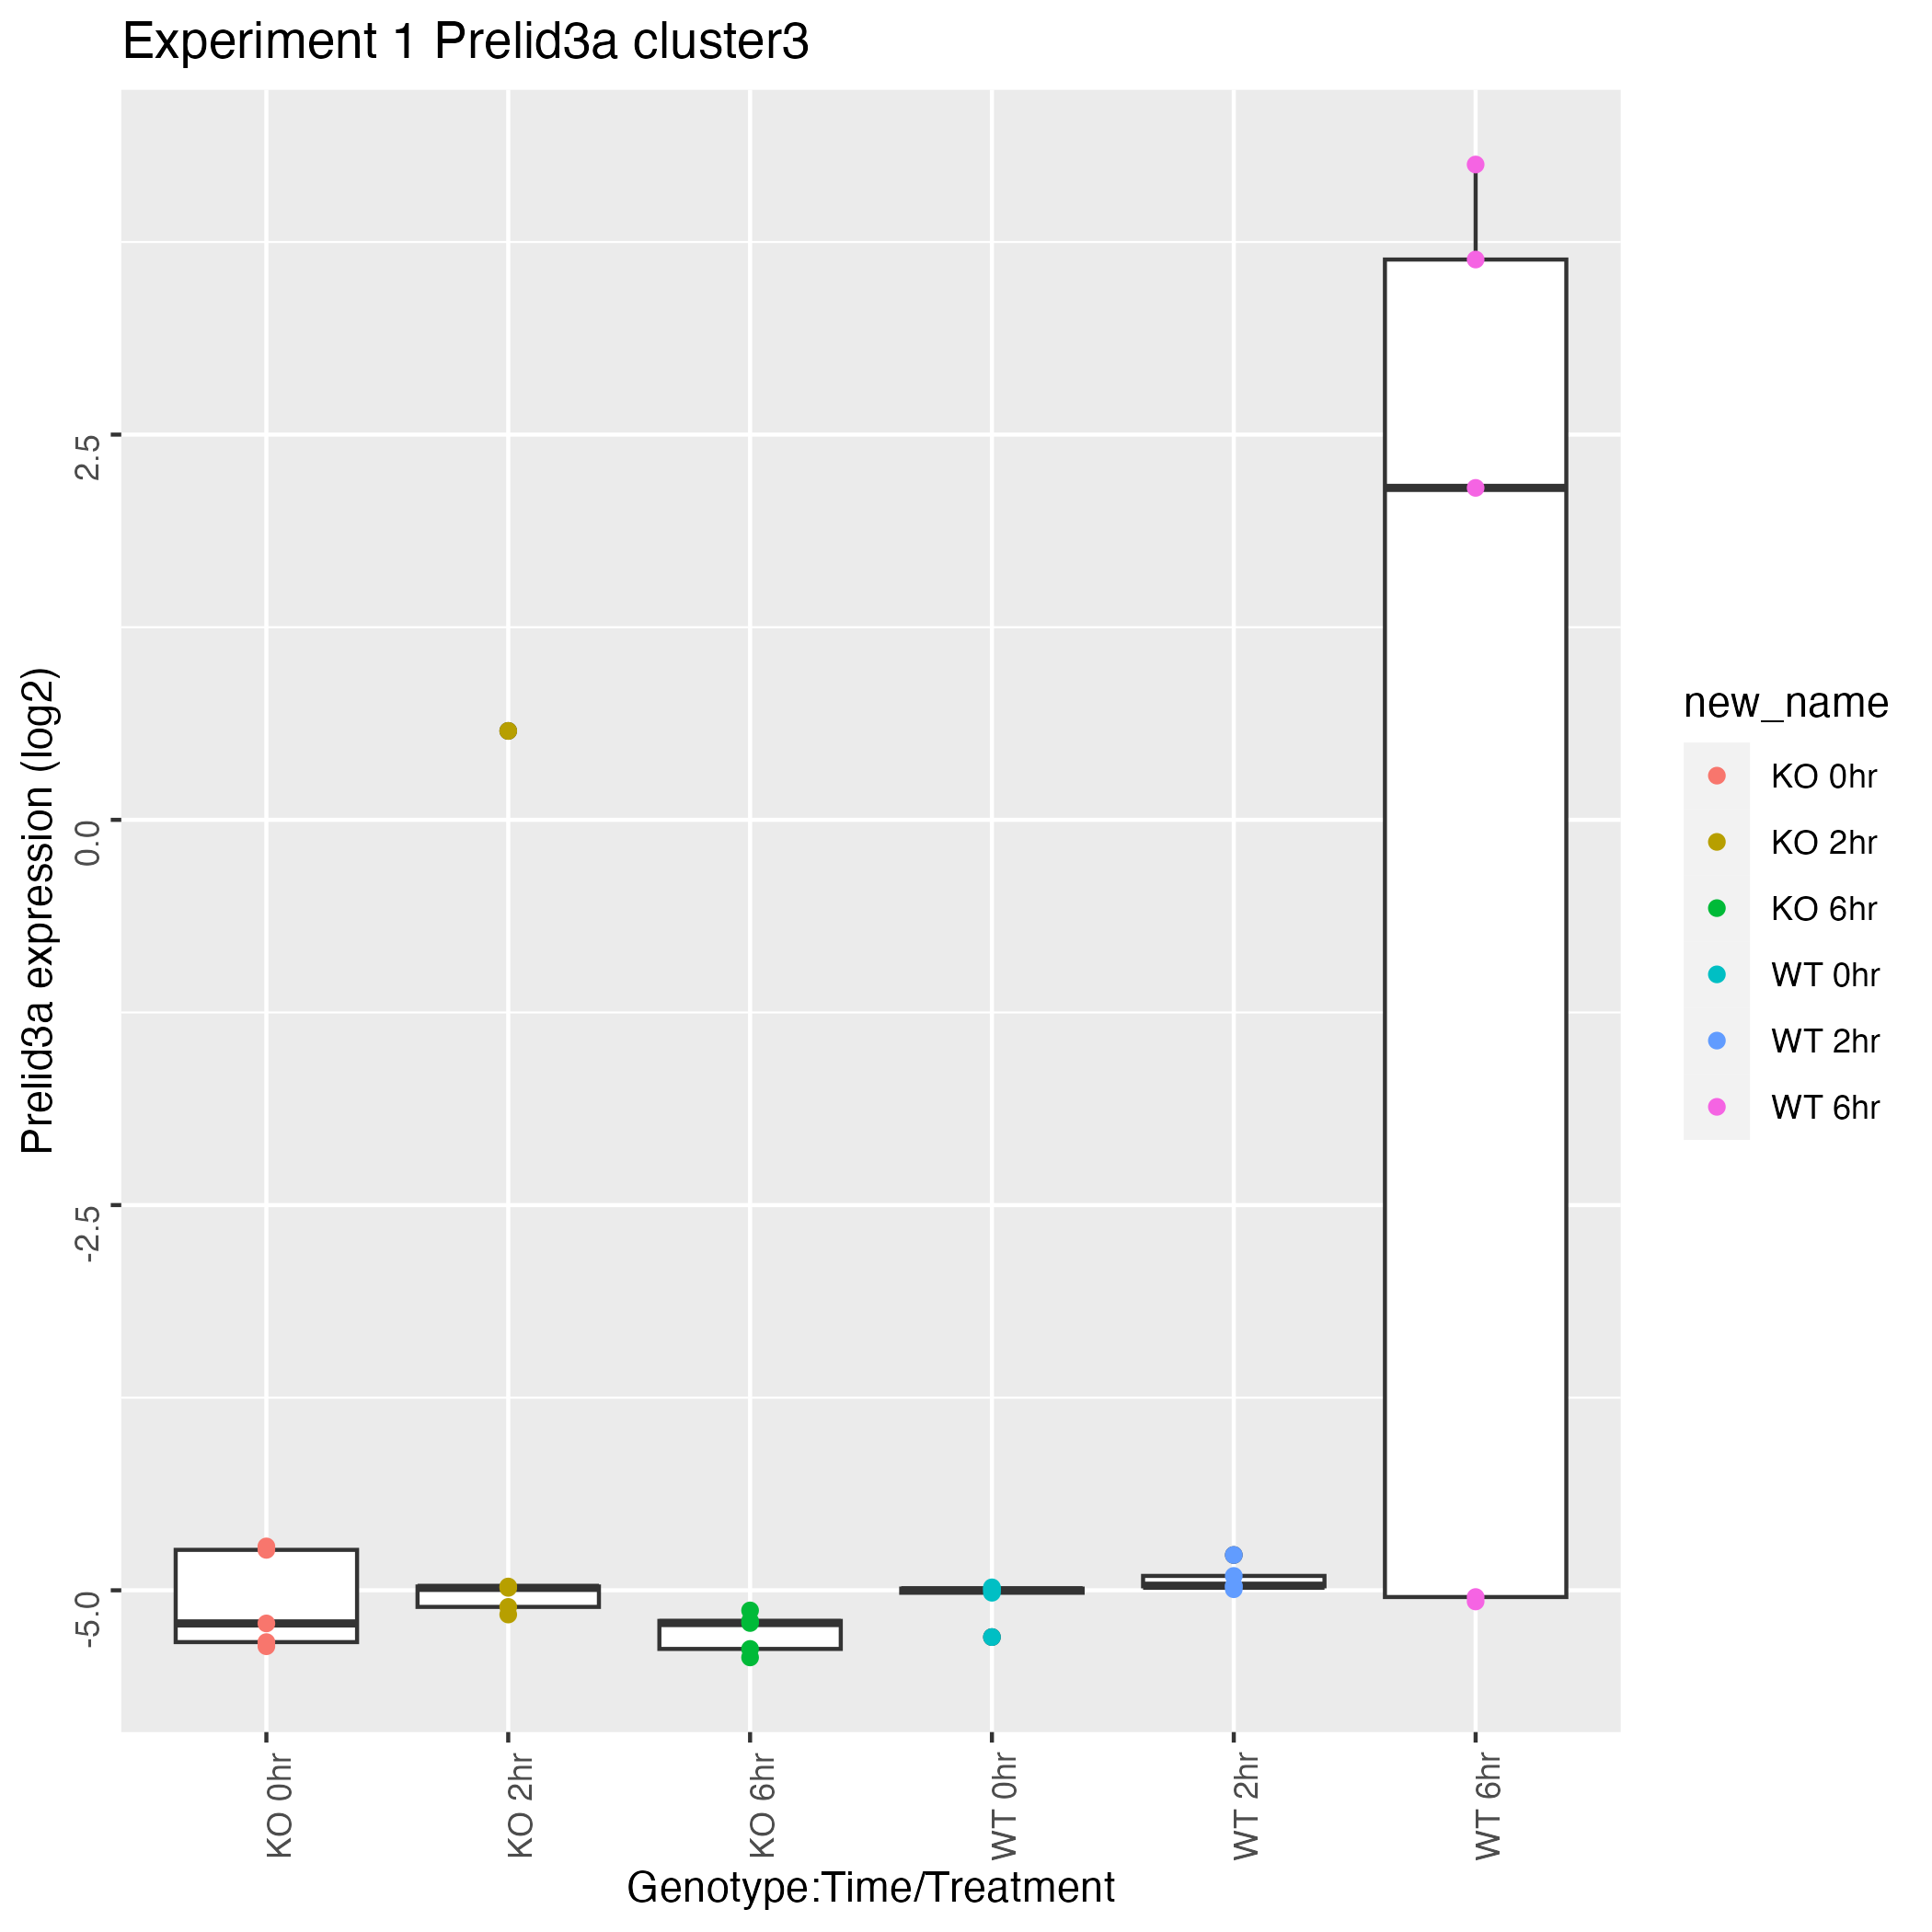 Experiment 1 Prelid3a cluster3
Prelid3a expression (log2)
2.5
0.0
-2.5
-5.0
KO 0hr
KO 2hr
KO 6hr
WT 0hr
WT 2hr
WT 6hr
Genotype:Time/Treatment
new_name
KO 0hr
KO 2hr
KO 6hr
WT 0hr
WT 2hr
WT 6hr